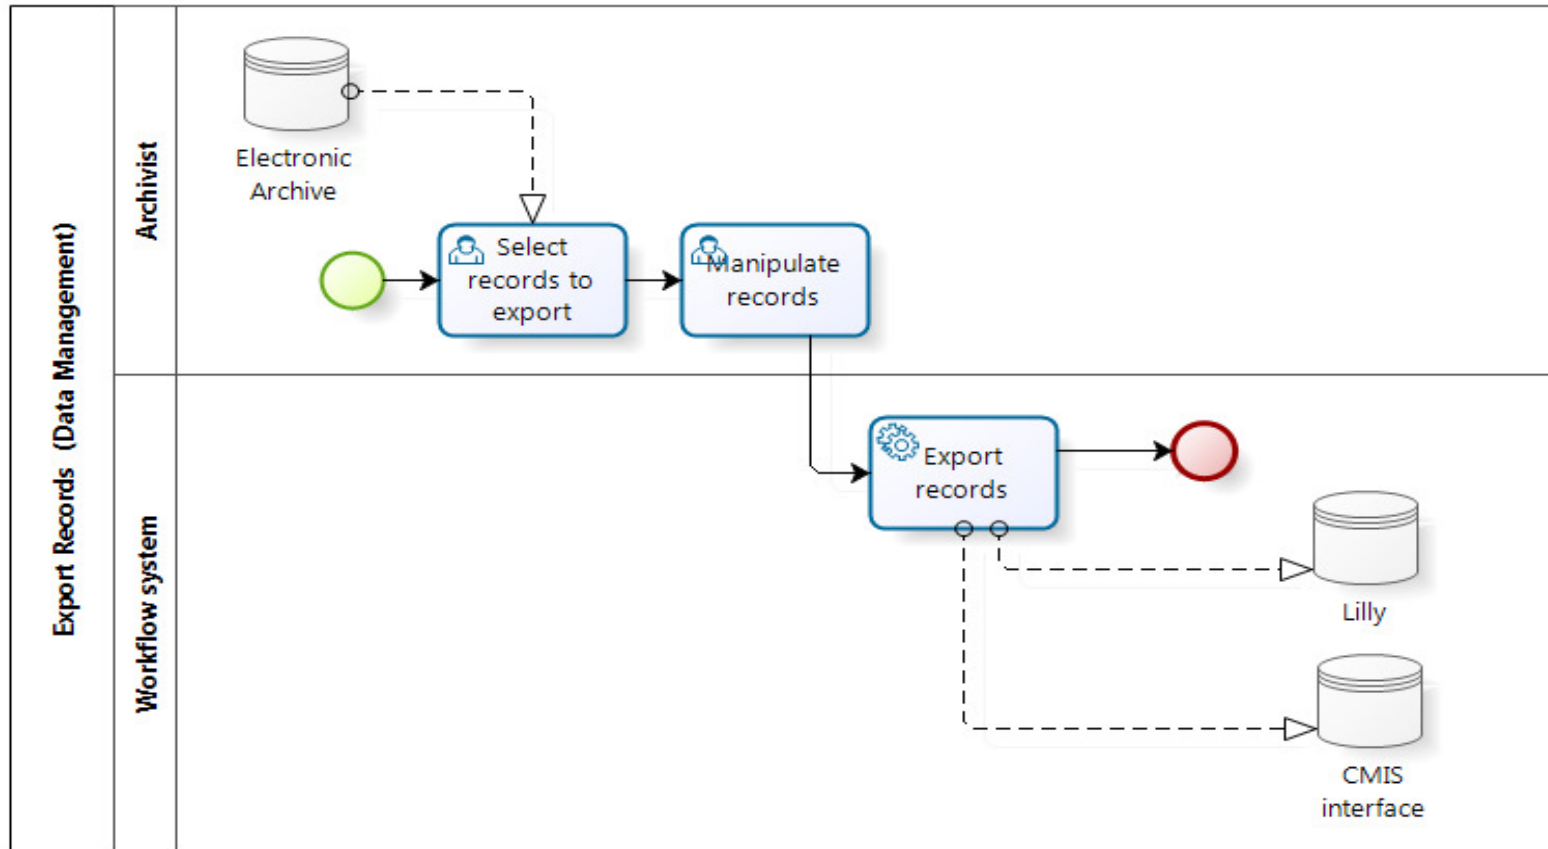 Export Records  (Data Management)
Archivist
Electronic
Archive
Select
records to
export
Manipulate
records
Workflow system
Export
records
Lilly
CMIS
interface